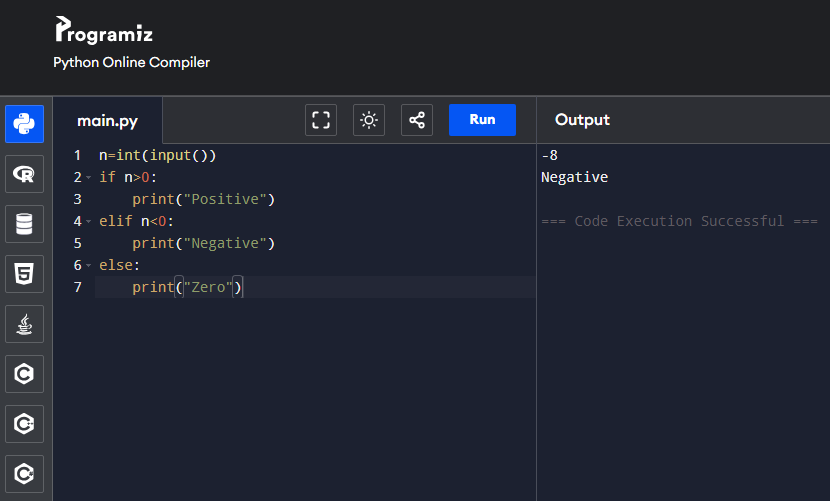 Programiz
Python Online Compiler
main.py
Run
Output
1 n=int(input())
2 if n>0:
3     print("Positive")
4 elif n<0:
5     print("Negative")
6 else:
7     print("Zero")
-8
Negative
=== Code Execution Successful ===